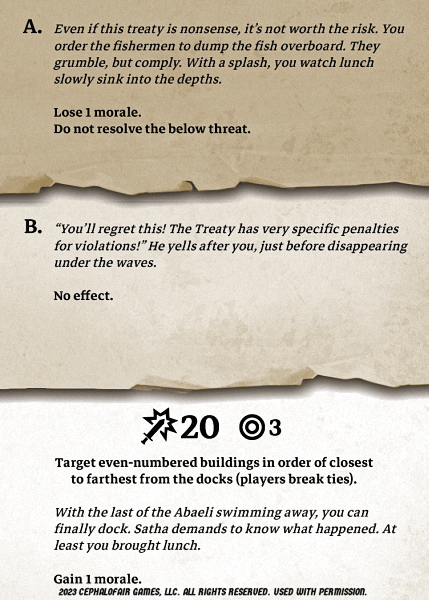 A. Even if this treaty is nonsense, it's not worth the risk. You
order the fishermen to dump the fish overboard. They
grumble, but comply. With a splash, you watch lunch
slowly sink into the depths.
Lose 1 morale.
Do not resolve the below threat.
B. “You'll regret this! The Treaty has very specific penalties
for violations!” He yells after you, just before disappearing
under the waves.
No effect.
20 3
Target even-numbered buildings in order of closest
to farthest from the docks (players break ties).
With the last of the Abaeli swimming away, you can
finally dock. Satha demands to know what happened. At
least you brought lunch.
Gain 1 morale.
2023 CEPHALOFAIR GAMES, LLC. ALL RIGHTS RESERVED. USED WITH PERMISSION.